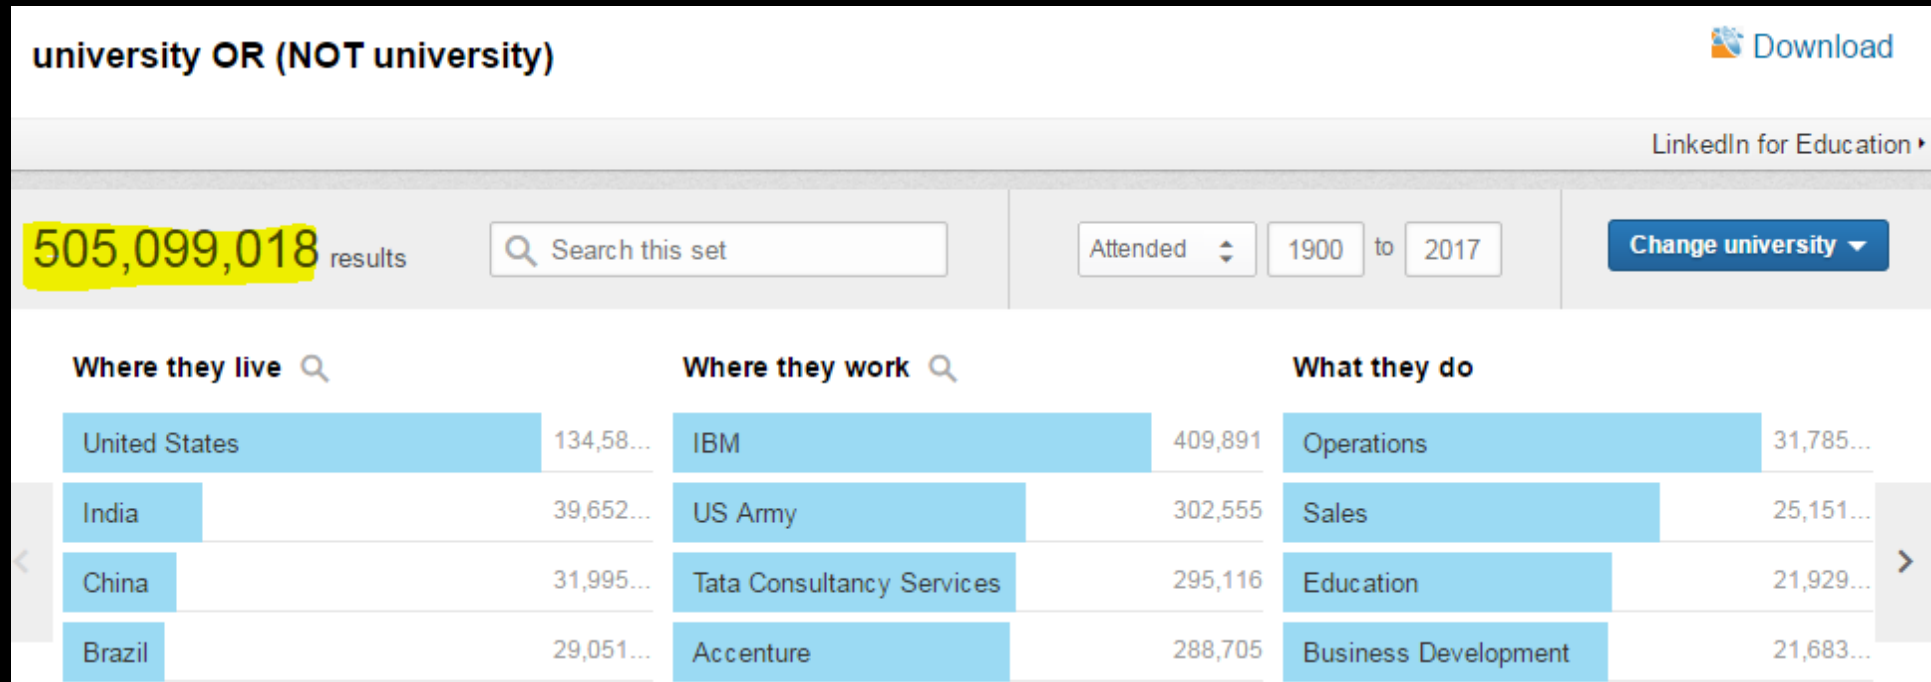 university OR (NOT university)
Download
LinkedIn for Education
505,099,018 results
Search this set
Attended
1900 to 2017
Change university
Where they live
United States 134,58...
India 39,652...
China 31,995...
Brazil 29,051...
Where they work
IBM 409,891
US Army 302,555
Tata Consultancy Services 295,116
Accenture 288,705
What they do
Operations 31,785...
Sales 25,151...
Education 21,929...
Business Development 21,683...